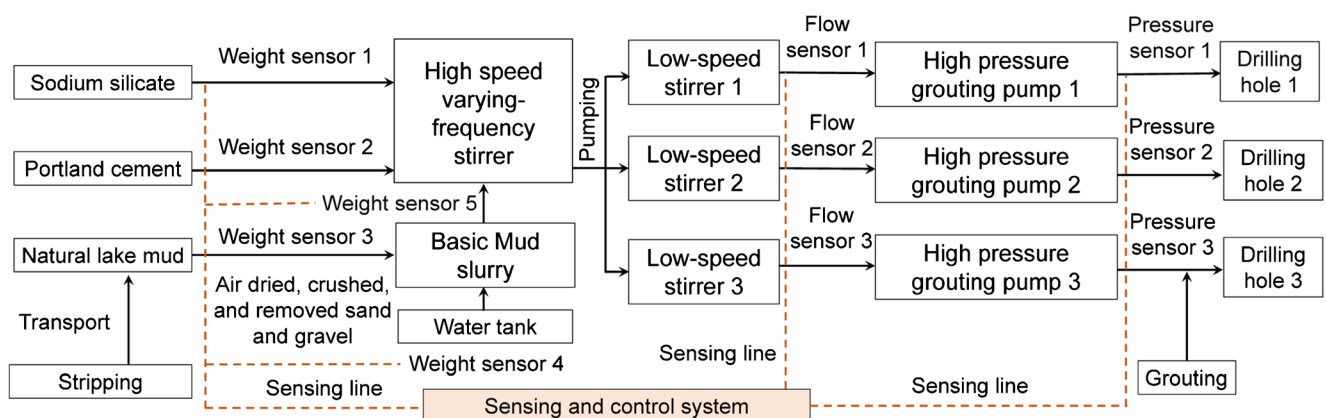 Sodium silicate
Weight sensor 1
High speed
varying-
frequency
stirrer
Pumping
Low-speed
stirrer 1
Flow
sensor 1
High pressure
grouting pump 1
Pressure
sensor 1
Drilling
hole 1
Portland cement
Weight sensor 2
Low-speed
stirrer 2
Flow
sensor 2
High pressure
grouting pump 2
Pressure
sensor 2
Drilling
hole 2
Weight sensor 5
Natural lake mud
Weight sensor 3
Basic Mud
slurry
Low-speed
stirrer 3
Flow
sensor 3
High pressure
grouting pump 3
Pressure
sensor 3
Drilling
hole 3
Air dried, crushed,
and removed sand
and gravel
Transport
Water tank
Weight sensor 4
Stripping
Sensing line
Sensing line
Sensing line
Grouting
Sensing and control system